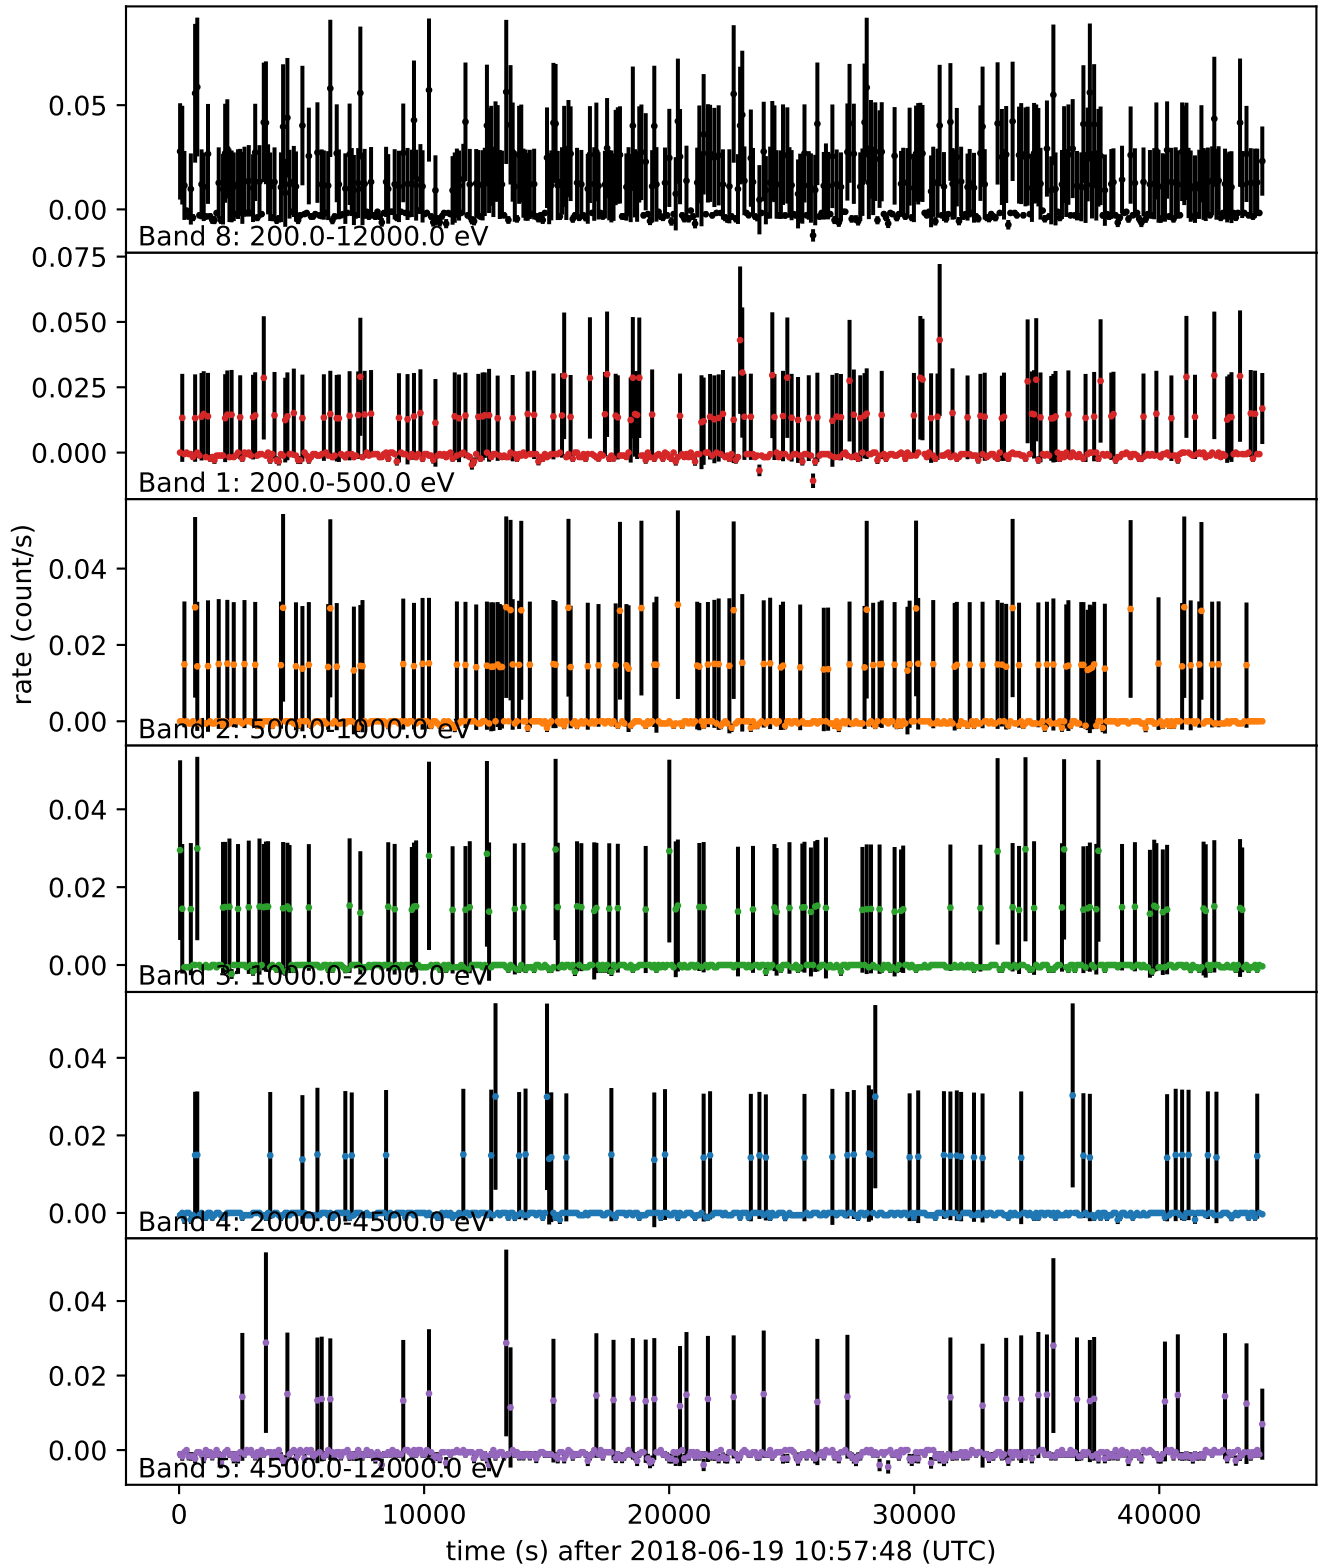 0.05
0.00
Band 8: 200.0-12000.0 eV
0.075
0.050
0.025
0.000
Band 1: 200.0-500.0 eV
rate (count/s)
0.04
0.02
0.00
Band 2: 500.0-1000.0 eV
0.04
0.02
0.00
Band 3: 1000.0-2000.0 eV
0.04
0.02
0.00
Band 4: 2000.0-4500.0 eV
0.04
0.02
0.00
Band 5: 4500.0-12000.0 eV
0 10000 20000 30000 40000
time (s) after 2018-06-19 10:57:48 (UTC)